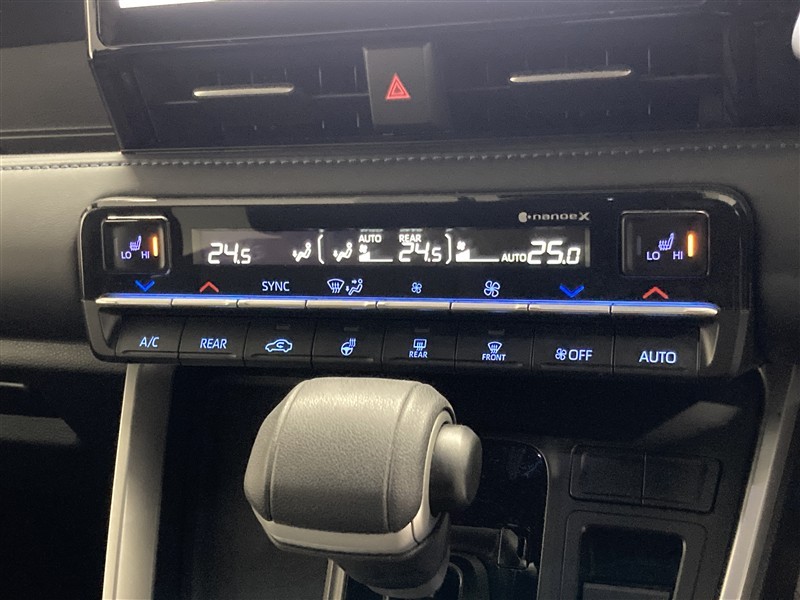 nanoeX
AUTO REAR
24.5 24.5 AUTO 25.0
LO HI
LO HI
SYNC
A/C REAR REAR FRONT OFF AUTO